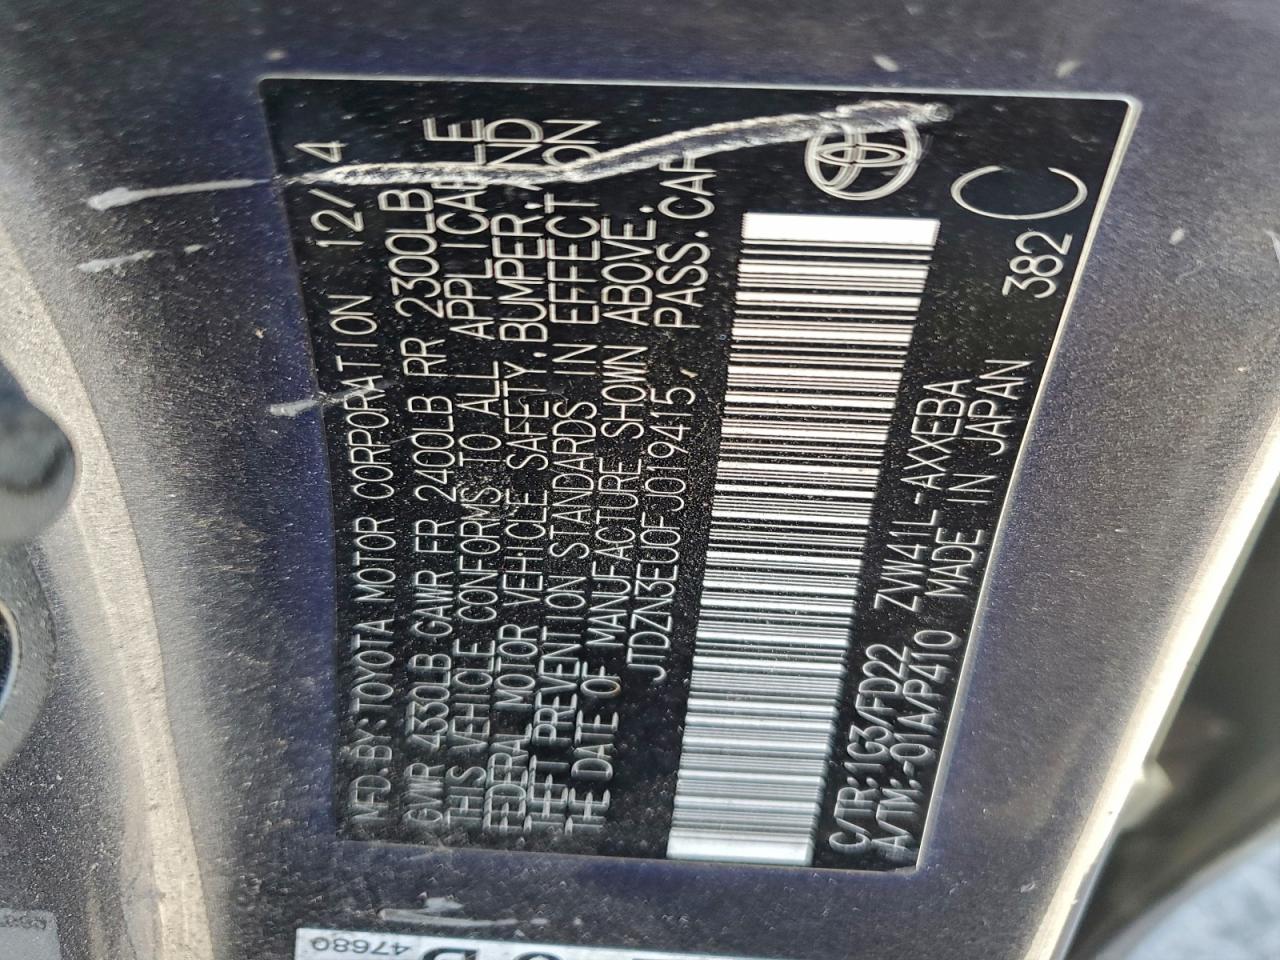 MFD.BY:TOYOTA MOTOR CORPORATION 12/14
GVWR 4330LB GAWR FR 2400LB RR 2300LB
THIS VEHICLE CONFORMS TO ALL APPLICABLE
FEDERAL MOTOR VEHICLE SAFETY,BUMPER,AND
THEFT PREVENTION STANDARDS IN EFFECT ON
THE DATE OF MANUFACTURE SHOWN ABOVE.
JTDZN3EU0FJ019415, PASS.CAR
C/TR:1G3/FD22 ZVW41L-AXXEBA
A/TM:-01A/P410 MADE IN JAPAN 382
C
47680